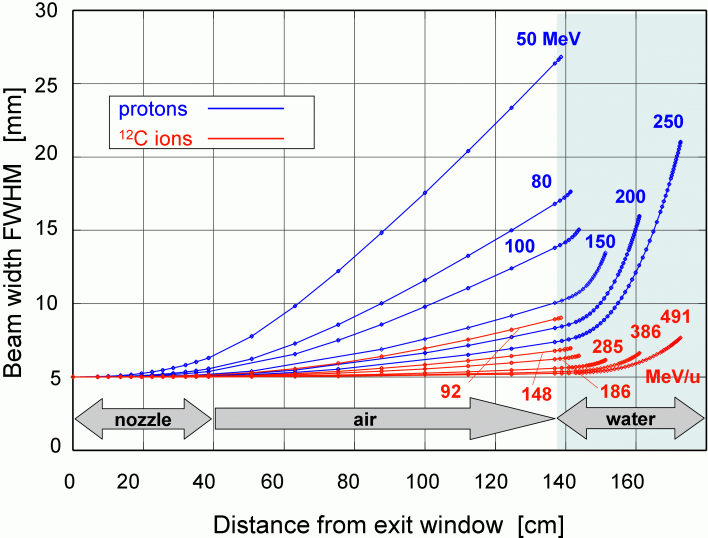 30
25
20
15
10
5
0
Beam width FWHM [mm]
50 MeV
protons
¹²C ions
80
100
150
200
250
92
148
186
285
386
491
MeV/u
nozzle
air
water
0 20 40 60 80 100 120 140 160
Distance from exit window [cm]